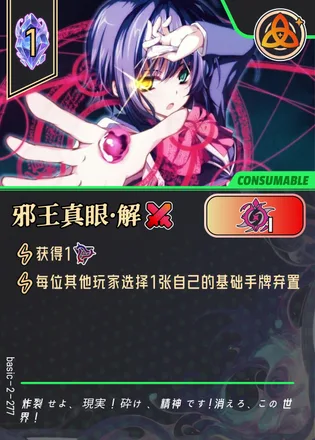 1
CONSUMABLE
邪王真眼·解
1
获得1
每位其他玩家选择1张自己的基础手牌弃置
basic-2-277
炸裂 せよ、現実！砕け 、精神 です！消えろ、この 世
界！